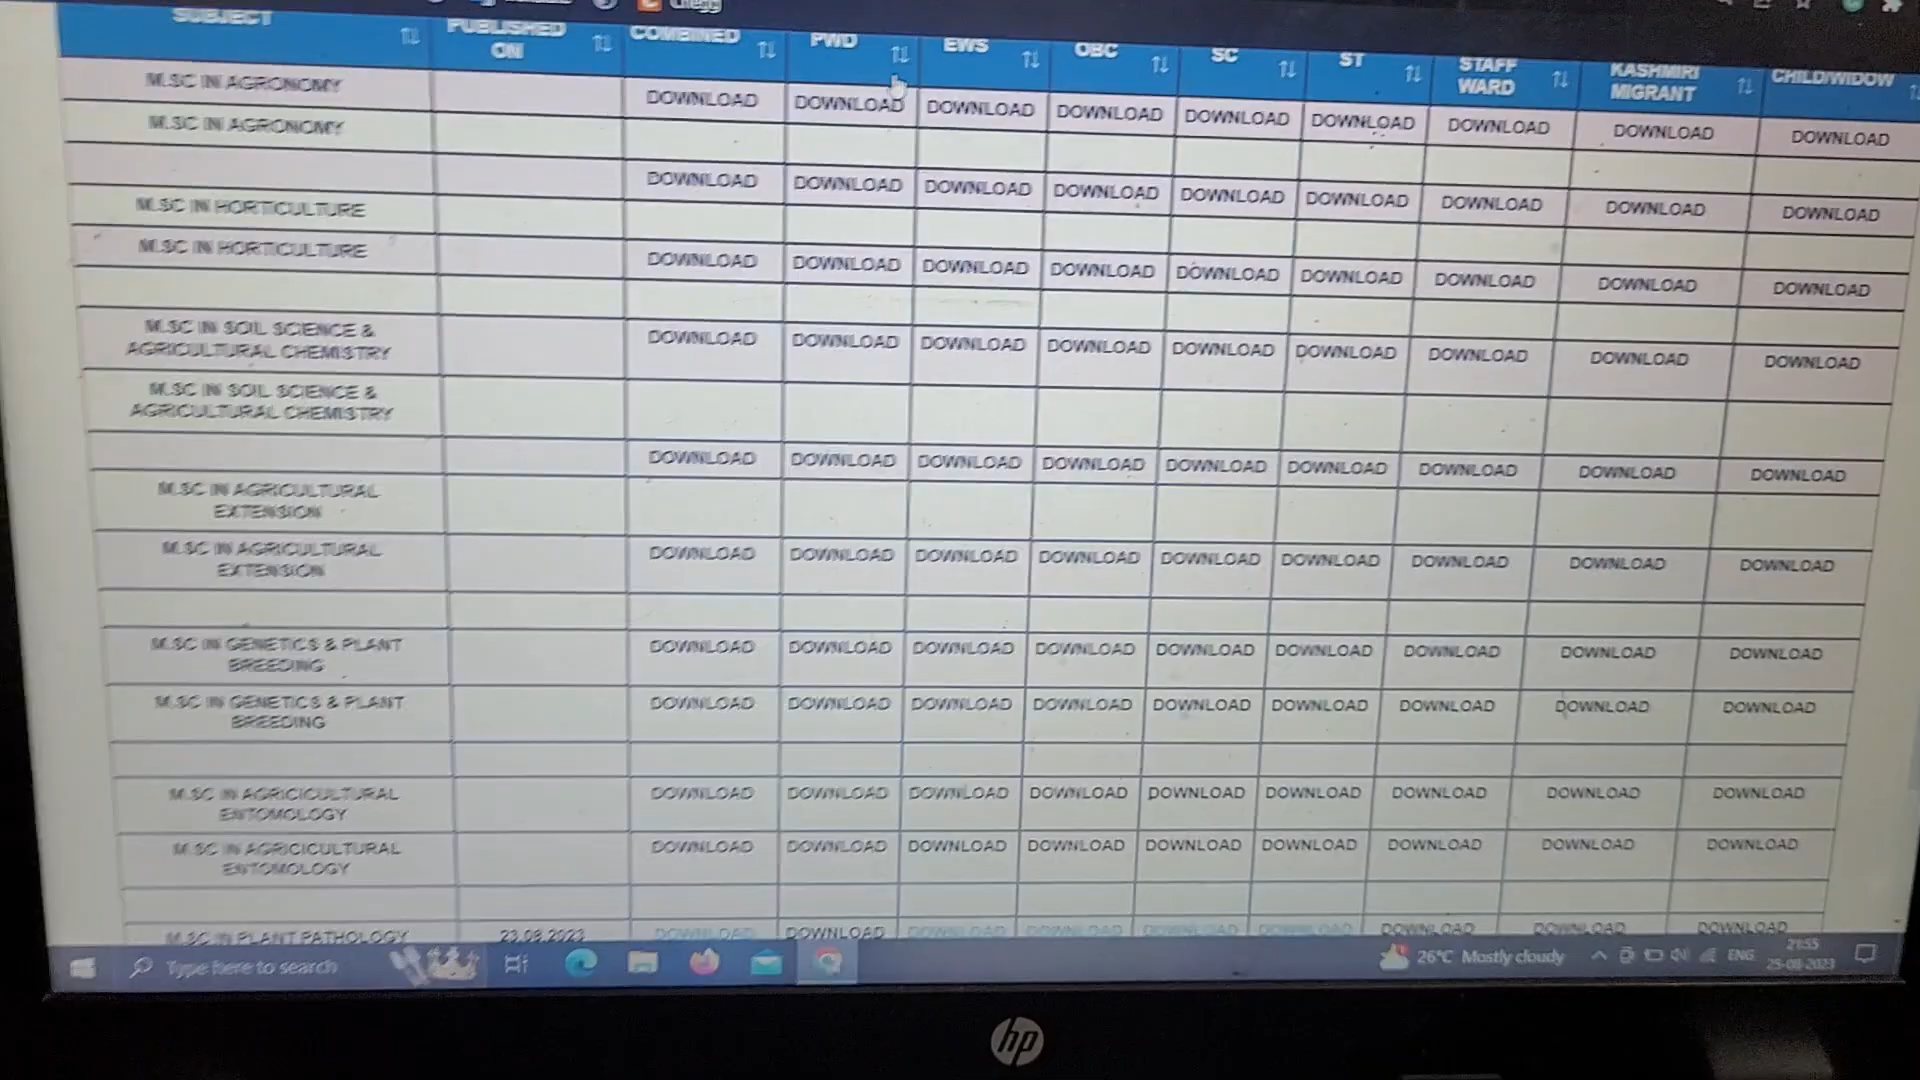 Chegg
SUBJECT PUBLISHED ON COMBINED PWD EWS OBC SC ST STAFF WARD KASHMIRI MIGRANT CHILD/WIDOW
M.SC IN AGRONOMY DOWNLOAD DOWNLOAD DOWNLOAD DOWNLOAD DOWNLOAD DOWNLOAD DOWNLOAD DOWNLOAD DOWNLOAD
M.SC IN AGRONOMY
DOWNLOAD DOWNLOAD DOWNLOAD DOWNLOAD DOWNLOAD DOWNLOAD DOWNLOAD DOWNLOAD DOWNLOAD
M.SC IN HORTICULTURE
M.SC IN HORTICULTURE DOWNLOAD DOWNLOAD DOWNLOAD DOWNLOAD DOWNLOAD DOWNLOAD DOWNLOAD DOWNLOAD DOWNLOAD
M.SC IN SOIL SCIENCE &
AGRICULTURAL CHEMISTRY DOWNLOAD DOWNLOAD DOWNLOAD DOWNLOAD DOWNLOAD DOWNLOAD DOWNLOAD DOWNLOAD DOWNLOAD
M.SC IN SOIL SCIENCE &
AGRICULTURAL CHEMISTRY
DOWNLOAD DOWNLOAD DOWNLOAD DOWNLOAD DOWNLOAD DOWNLOAD DOWNLOAD DOWNLOAD DOWNLOAD
M.SC IN AGRICULTURAL
EXTENSION
M.SC IN AGRICULTURAL
EXTENSION DOWNLOAD DOWNLOAD DOWNLOAD DOWNLOAD DOWNLOAD DOWNLOAD DOWNLOAD DOWNLOAD DOWNLOAD
M.SC IN GENETICS & PLANT
BREEDING DOWNLOAD DOWNLOAD DOWNLOAD DOWNLOAD DOWNLOAD DOWNLOAD DOWNLOAD DOWNLOAD DOWNLOAD
M.SC IN GENETICS & PLANT
BREEDING DOWNLOAD DOWNLOAD DOWNLOAD DOWNLOAD DOWNLOAD DOWNLOAD DOWNLOAD DOWNLOAD DOWNLOAD
M.SC IN AGRICICULTURAL
ENTOMOLOGY DOWNLOAD DOWNLOAD DOWNLOAD DOWNLOAD DOWNLOAD DOWNLOAD DOWNLOAD DOWNLOAD DOWNLOAD
M.SC IN AGRICICULTURAL
ENTOMOLOGY DOWNLOAD DOWNLOAD DOWNLOAD DOWNLOAD DOWNLOAD DOWNLOAD DOWNLOAD DOWNLOAD DOWNLOAD
M.SC IN PLANT PATHOLOGY 23.08.2023 DOWNLOAD DOWNLOAD DOWNLOAD DOWNLOAD DOWNLOAD DOWNLOAD DOWNLOAD DOWNLOAD DOWNLOAD
Type here to search 26°C Mostly cloudy ENG 21:55
25-08-2023
hp